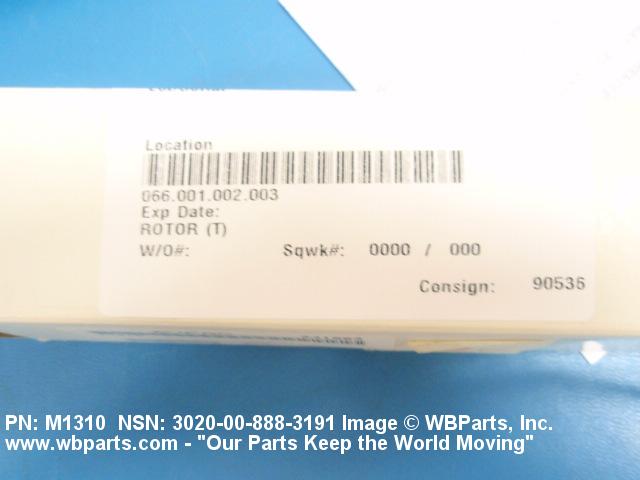 Location
066.001.002.003
Exp Date:
ROTOR (T)
W/O#: Sqwk#: 0000 / 000
Consign: 90536
PN: M1310 NSN: 3020-00-888-3191 Image © WBParts, Inc.
www.wbparts.com - "Our Parts Keep the World Moving"